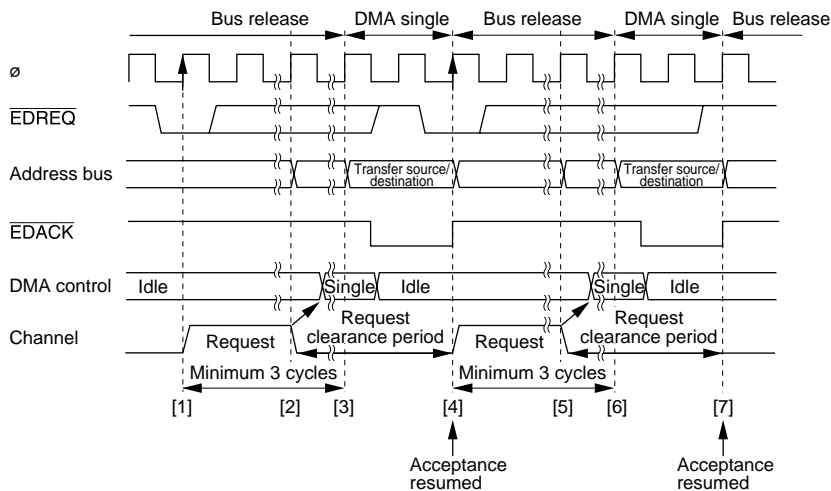 Bus release DMA single Bus release DMA single Bus release
ø
EDREQ
Address bus Transfer source/ destination Transfer source/ destination
EDACK
DMA control Idle Single Idle Single Idle
Channel Request Request clearance period Request Request clearance period
Minimum 3 cycles Minimum 3 cycles
[1] [2] [3] [4] [5] [6] [7]
Acceptance resumed Acceptance resumed